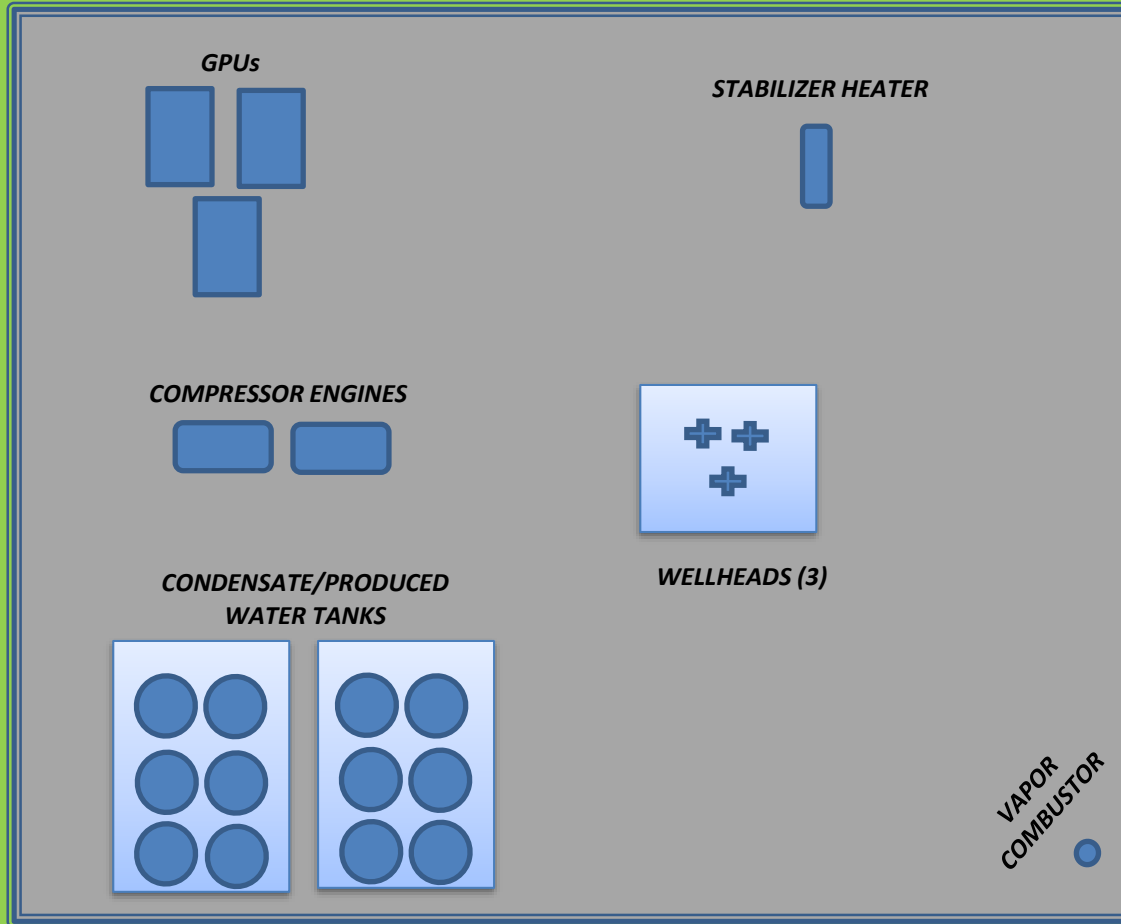 GPUs
STABILIZER HEATER
COMPRESSOR ENGINES
CONDENSATE/PRODUCED
WATER TANKS
WELLHEADS (3)
VAPOR
COMBUSTOR